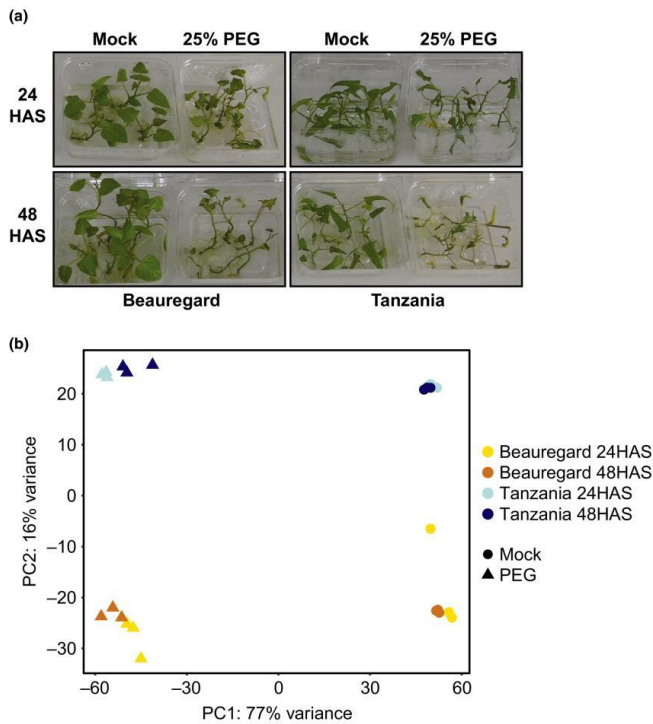 (a)
Mock 25% PEG Mock 25% PEG
24
HAS
48
HAS
Beauregard Tanzania
(b)
20
10
0
−10
−20
−30
PC2: 16% variance
−60 −30 0 30 60
PC1: 77% variance
Beauregard 24HAS
Beauregard 48HAS
Tanzania 24HAS
Tanzania 48HAS
Mock
PEG